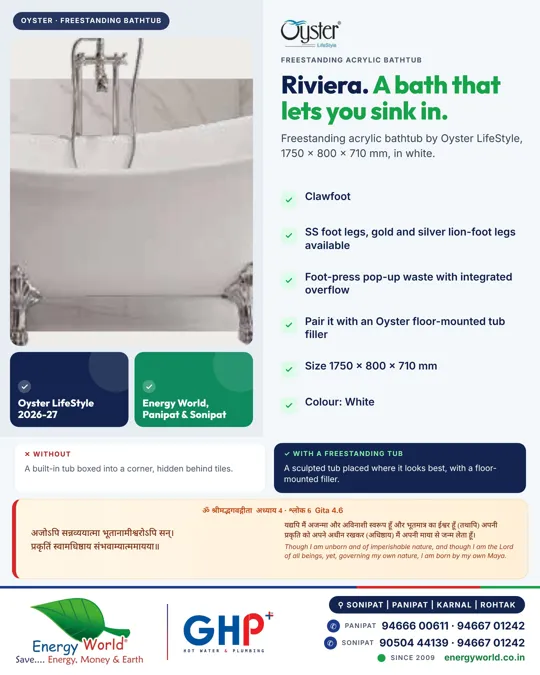 OYSTER · FREESTANDING BATHTUB
Oyster
LifeStyle
FREESTANDING ACRYLIC BATHTUB
Riviera. A bath that
lets you sink in.
Freestanding acrylic bathtub by Oyster LifeStyle,
1750 × 800 × 710 mm, in white.
Clawfoot
SS foot legs, gold and silver lion-foot legs
available
Foot-press pop-up waste with integrated
overflow
Pair it with an Oyster floor-mounted tub
filler
Size 1750 × 800 × 710 mm
Colour: White
Oyster LifeStyle
2026-27
Energy World,
Panipat & Sonipat
× WITHOUT
A built-in tub boxed into a corner, hidden behind tiles.
✓ WITH A FREESTANDING TUB
A sculpted tub placed where it looks best, with a floor-
mounted filler.
ॐ श्रीमद्भगवद्गीता अध्याय 4 · श्लोक 6 Gita 4.6
अजोऽपि सन्नव्ययात्मा भूतानामीश्वरोऽपि सन्।
प्रकृतिं स्वामधिष्ठाय संभवाम्यात्ममायया॥
यद्यपि मैं अजन्मा और अविनाशी स्वरूप हूँ और भूतमात्र का ईश्वर हूँ (तथापि) अपनी
प्रकृति को अपने अधीन रखकर (अधिष्ठाय) मैं अपनी माया से जन्म लेता हूँ।
Though I am unborn and of imperishable nature, and though I am the Lord
of all beings, yet, governing my own nature, I am born by my own Maya.
Energy World
Save.... Energy, Money & Earth
GHP+
HOT WATER & PLUMBING
SONIPAT | PANIPAT | KARNAL | ROHTAK
PANIPAT 94666 00611 · 94667 01242
SONIPAT 90504 44139 · 94667 01242
SINCE 2009 energyworld.co.in